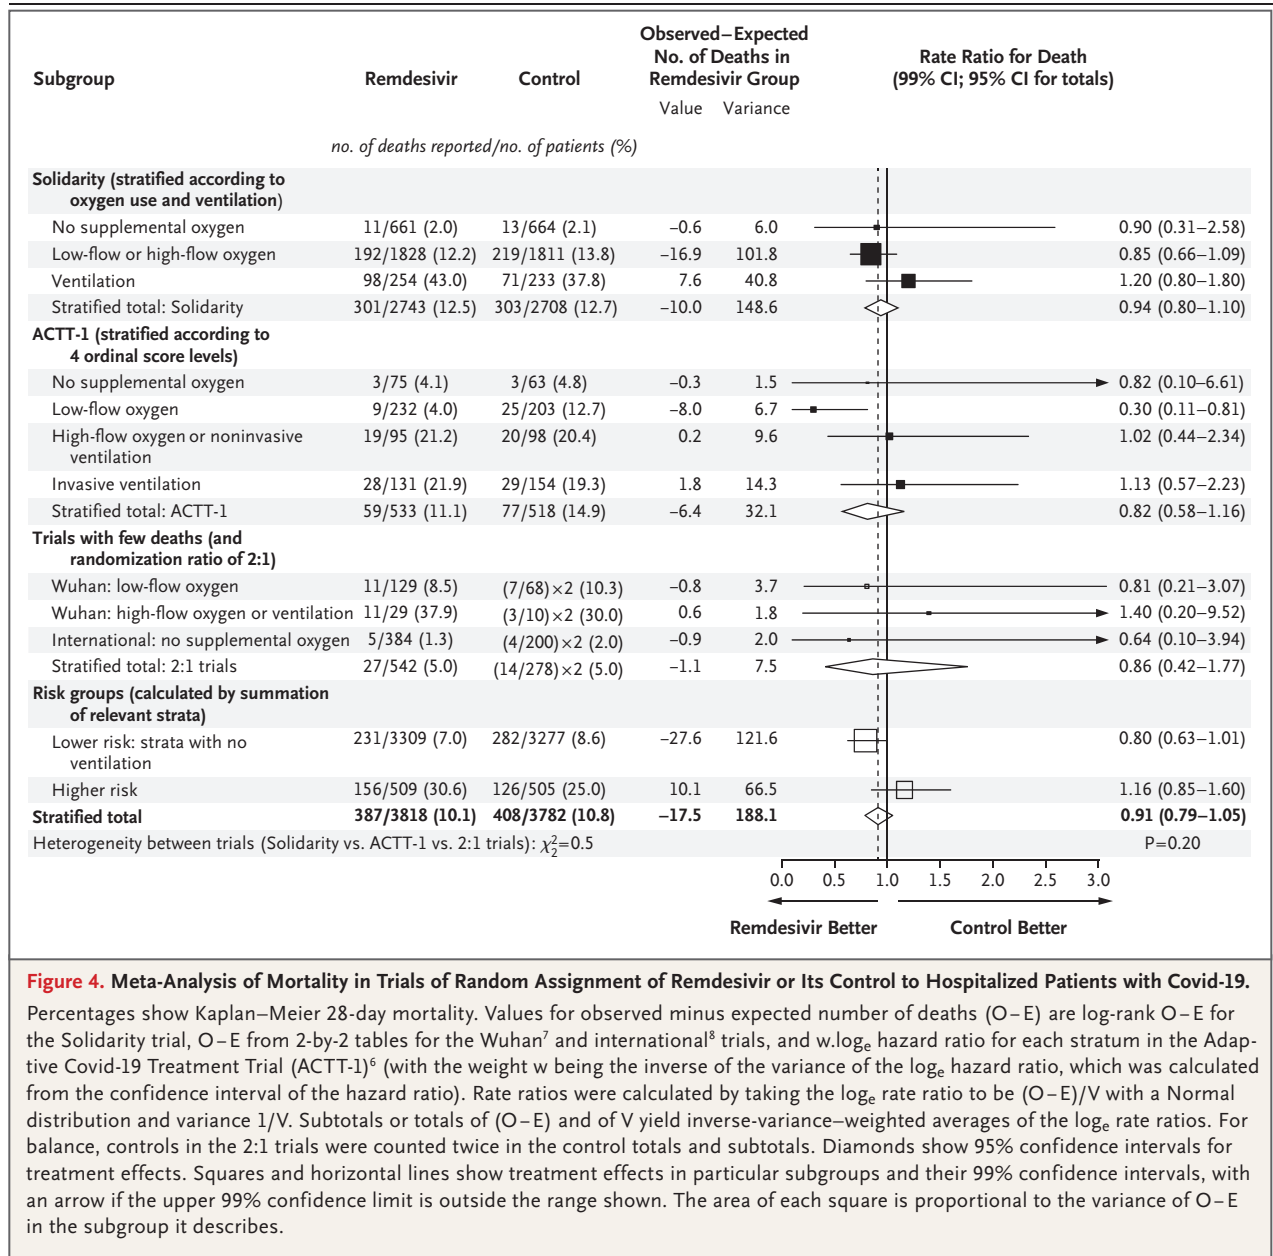 Observed–Expected
No. of Deaths in
Remdesivir Group
Rate Ratio for Death
(99% CI; 95% CI for totals)
Subgroup Remdesivir Control
Value Variance
no. of deaths reported/no. of patients (%)
Solidarity (stratified according to
oxygen use and ventilation)
No supplemental oxygen 11/661 (2.0) 13/664 (2.1) –0.6 6.0 0.90 (0.31–2.58)
Low-flow or high-flow oxygen 192/1828 (12.2) 219/1811 (13.8) –16.9 101.8 0.85 (0.66–1.09)
Ventilation 98/254 (43.0) 71/233 (37.8) 7.6 40.8 1.20 (0.80–1.80)
Stratified total: Solidarity 301/2743 (12.5) 303/2708 (12.7) –10.0 148.6 0.94 (0.80–1.10)
ACTT-1 (stratified according to
4 ordinal score levels)
No supplemental oxygen 3/75 (4.1) 3/63 (4.8) –0.3 1.5 0.82 (0.10–6.61)
Low-flow oxygen 9/232 (4.0) 25/203 (12.7) –8.0 6.7 0.30 (0.11–0.81)
High-flow oxygen or noninvasive 19/95 (21.2) 20/98 (20.4) 0.2 9.6 1.02 (0.44–2.34)
ventilation
Invasive ventilation 28/131 (21.9) 29/154 (19.3) 1.8 14.3 1.13 (0.57–2.23)
Stratified total: ACTT-1 59/533 (11.1) 77/518 (14.9) –6.4 32.1 0.82 (0.58–1.16)
Trials with few deaths (and
randomization ratio of 2:1)
Wuhan: low-flow oxygen 11/129 (8.5) (7/68)×2 (10.3) –0.8 3.7 0.81 (0.21–3.07)
Wuhan: high-flow oxygen or ventilation 11/29 (37.9) (3/10)×2 (30.0) 0.6 1.8 1.40 (0.20–9.52)
International: no supplemental oxygen 5/384 (1.3) (4/200)×2 (2.0) –0.9 2.0 0.64 (0.10–3.94)
Stratified total: 2:1 trials 27/542 (5.0) (14/278)×2 (5.0) –1.1 7.5 0.86 (0.42–1.77)
Risk groups (calculated by summation
of relevant strata)
Lower risk: strata with no 231/3309 (7.0) 282/3277 (8.6) –27.6 121.6 0.80 (0.63–1.01)
ventilation
Higher risk 156/509 (30.6) 126/505 (25.0) 10.1 66.5 1.16 (0.85–1.60)
Stratified total 387/3818 (10.1) 408/3782 (10.8) –17.5 188.1 0.91 (0.79–1.05)
Heterogeneity between trials (Solidarity vs. ACTT-1 vs. 2:1 trials): χ²₂=0.5 P=0.20
0.0 0.5 1.0 1.5 2.0 2.5 3.0
Remdesivir Better Control Better
Figure 4. Meta-Analysis of Mortality in Trials of Random Assignment of Remdesivir or Its Control to Hospitalized Patients with Covid-19.
Percentages show Kaplan–Meier 28-day mortality. Values for observed minus expected number of deaths (O–E) are log-rank O–E for
the Solidarity trial, O–E from 2-by-2 tables for the Wuhan⁷ and international⁸ trials, and w.logₑ hazard ratio for each stratum in the Adap-
tive Covid-19 Treatment Trial (ACTT-1)⁶ (with the weight w being the inverse of the variance of the logₑ hazard ratio, which was calculated
from the confidence interval of the hazard ratio). Rate ratios were calculated by taking the logₑ rate ratio to be (O–E)/V with a Normal
distribution and variance 1/V. Subtotals or totals of (O–E) and of V yield inverse-variance–weighted averages of the logₑ rate ratios. For
balance, controls in the 2:1 trials were counted twice in the control totals and subtotals. Diamonds show 95% confidence intervals for
treatment effects. Squares and horizontal lines show treatment effects in particular subgroups and their 99% confidence intervals, with
an arrow if the upper 99% confidence limit is outside the range shown. The area of each square is proportional to the variance of O–E
in the subgroup it describes.